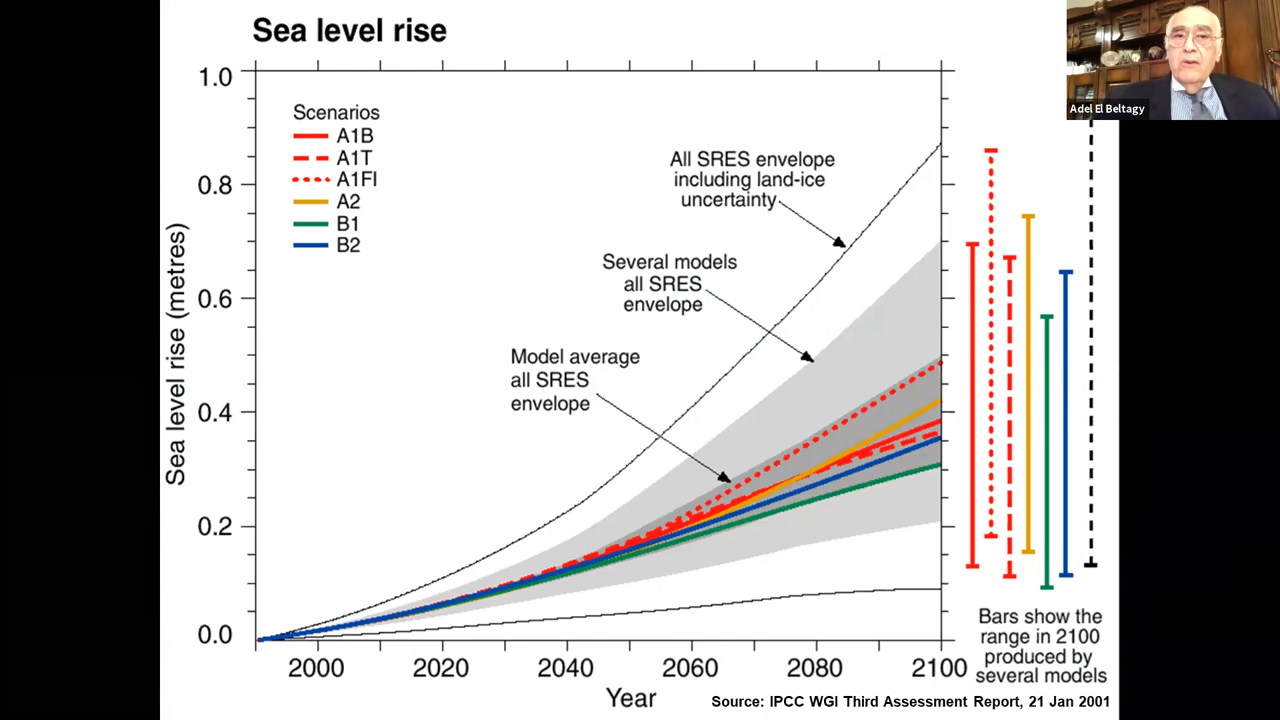 Sea level rise
Adel El Beltagy
Sea level rise (metres)
1.0
0.8
0.6
0.4
0.2
0.0
Scenarios
A1B
A1T
A1FI
A2
B1
B2
All SRES envelope
including land-ice
uncertainty
Several models
all SRES
envelope
Model average
all SRES
envelope
2000
2020
2040
2060
2080
2100
Year
Bars show the
range in 2100
produced by
several models
Source: IPCC WGI Third Assessment Report, 21 Jan 2001